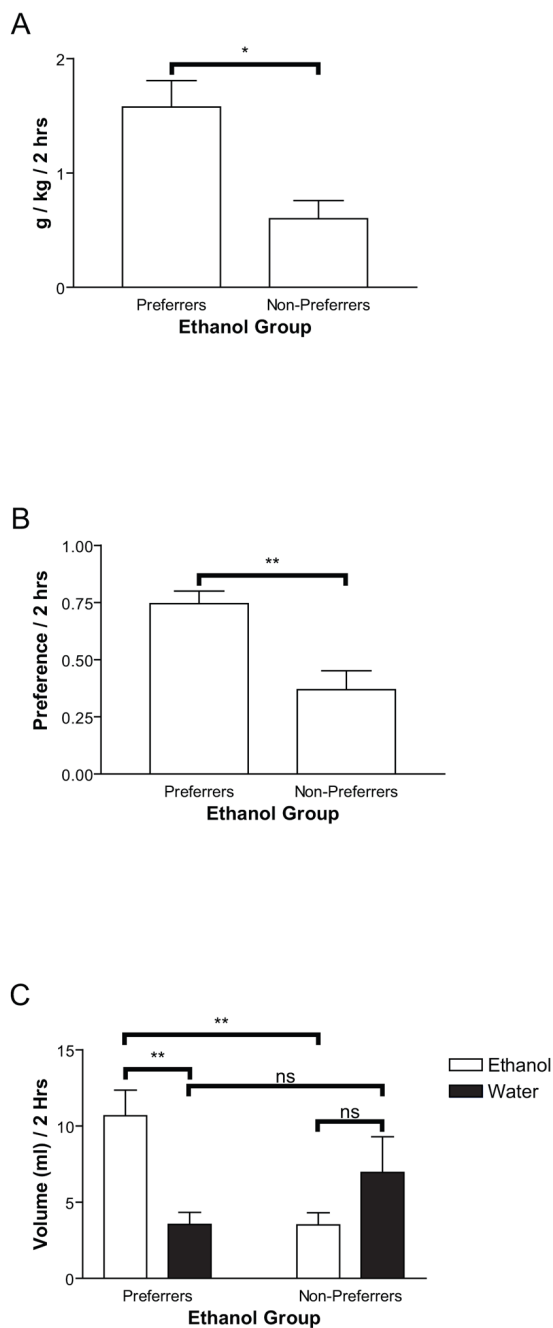 A
*
2
1
0
g / kg / 2 hrs
Preferrers Non-Preferrers
Ethanol Group
B
**
1.00
0.75
0.50
0.25
0.00
Preference / 2 hrs
Preferrers Non-Preferrers
Ethanol Group
C
**
**
ns
ns
15
10
5
0
Volume (ml) / 2 Hrs
Ethanol
Water
Preferrers Non-Preferrers
Ethanol Group